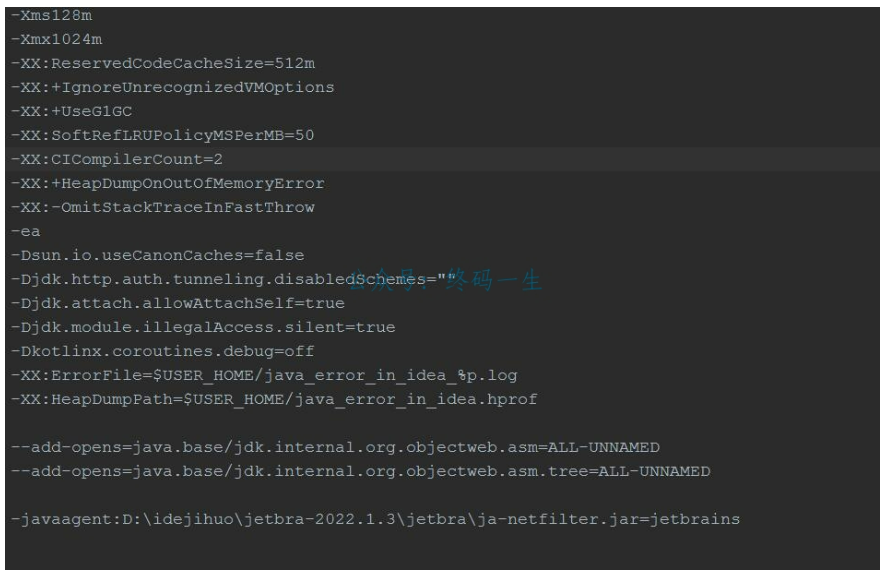 -Xms128m
-Xmx1024m
-XX:ReservedCodeCacheSize=512m
-XX:+IgnoreUnrecognizedVMOptions
-XX:+UseG1GC
-XX:SoftRefLRUPolicyMSPerMB=50
-XX:CICompilerCount=2
-XX:+HeapDumpOnOutOfMemoryError
-XX:-OmitStackTraceInFastThrow
-ea
-Dsun.io.useCanonCaches=false
-Djdk.http.auth.tunneling.disabledSchemes=""
公众号：终码一生
-Djdk.attach.allowAttachSelf=true
-Djdk.module.illegalAccess.silent=true
-Dkotlinx.coroutines.debug=off
-XX:ErrorFile=$USER_HOME/java_error_in_idea_%p.log
-XX:HeapDumpPath=$USER_HOME/java_error_in_idea.hprof
--add-opens=java.base/jdk.internal.org.objectweb.asm=ALL-UNNAMED
--add-opens=java.base/jdk.internal.org.objectweb.asm.tree=ALL-UNNAMED
-javaagent:D:\idejihuo\jetbra-2022.1.3\jetbra\ja-netfilter.jar=jetbrains